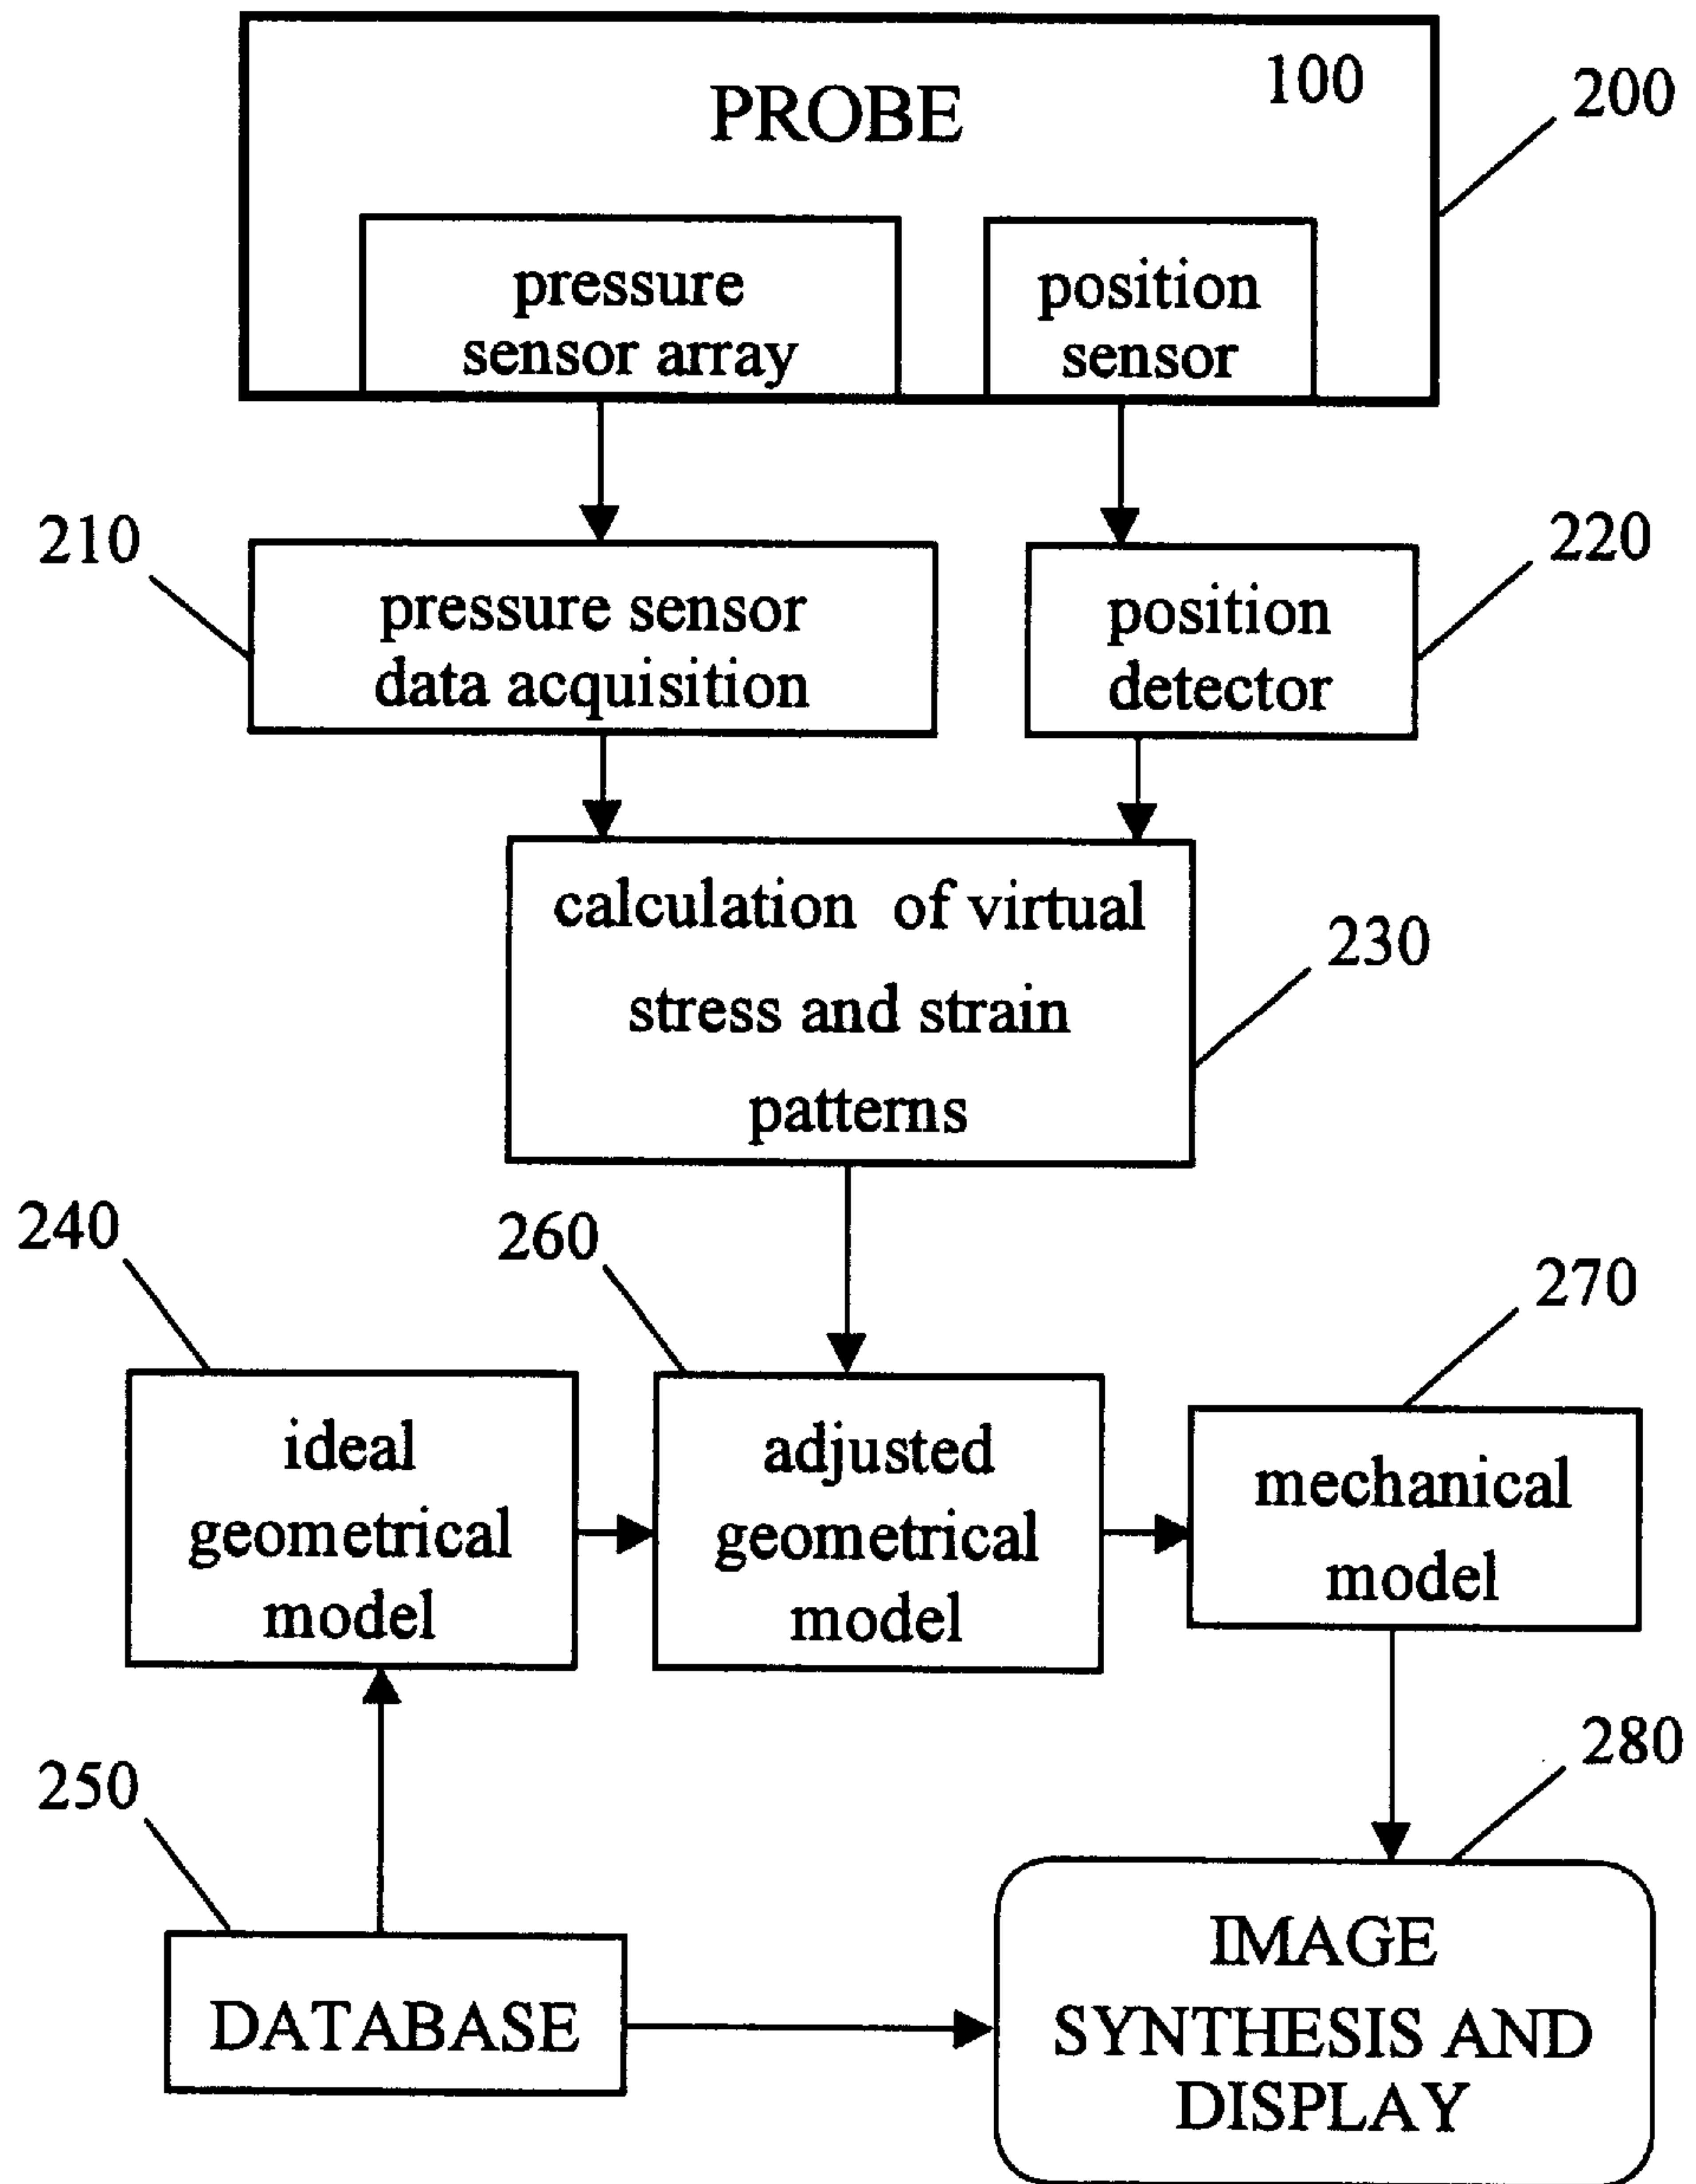 100
200
PROBE
pressure
sensor array
position
sensor
210
220
pressure sensor
data acquisition
position
detector
calculation of virtual
stress and strain
patterns
230
240
260
270
ideal
geometrical
model
adjusted
geometrical
model
mechanical
model
250
280
DATABASE
IMAGE
SYNTHESIS AND
DISPLAY